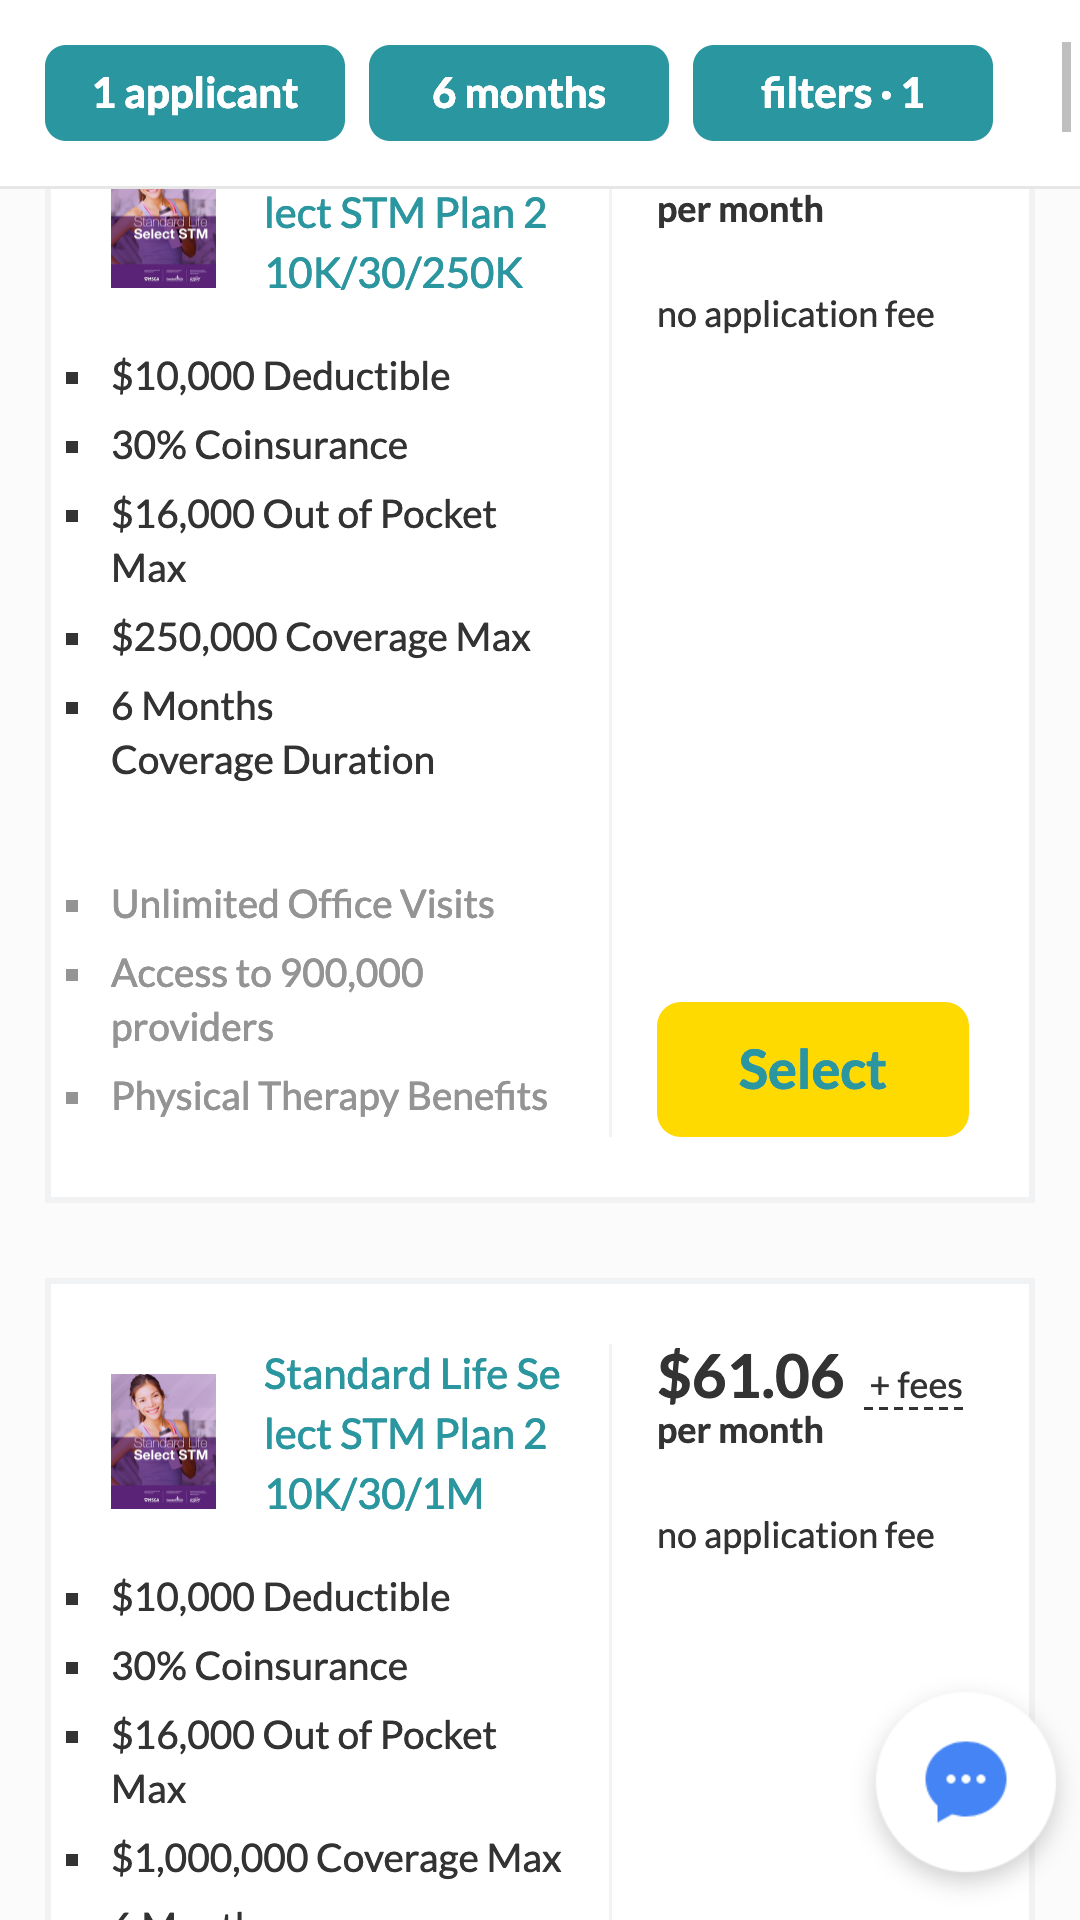 1 applicant
6 months
filters · 1
Standard Life
Select STM
lect STM Plan 2
10K/30/250K
per month
no application fee
$10,000 Deductible
30% Coinsurance
$16,000 Out of Pocket
Max
$250,000 Coverage Max
6 Months
Coverage Duration
Unlimited Office Visits
Access to 900,000
providers
Physical Therapy Benefits
Select
Standard Life
Select STM
Standard Life Se
lect STM Plan 2
10K/30/1M
$61.06 + fees
per month
no application fee
$10,000 Deductible
30% Coinsurance
$16,000 Out of Pocket
Max
$1,000,000 Coverage Max